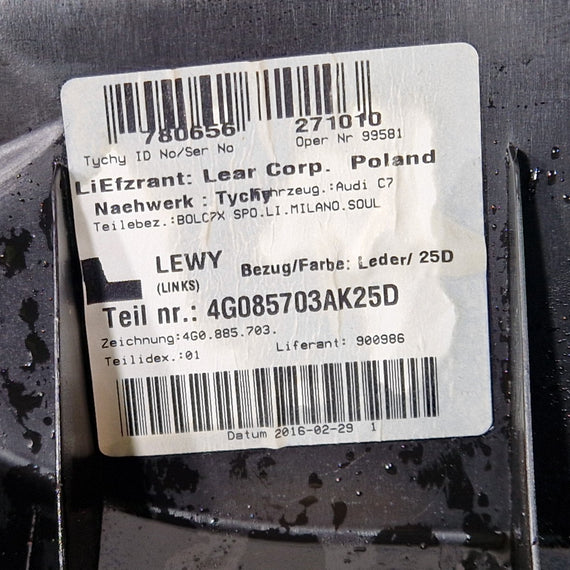 780656 271010
Tychy ID No/Ser No Oper Nr 99581
LiEfzrant: Lear Corp. Poland
Naehwerk : Tychy Fahrzeug.:Audi C7
Teilebez.:BOLC7X SPO.LI.MILANO.SOUL
L LEWY Bezug/Farbe: Leder/ 25D
(LINKS)
Teil nr.: 4G085703AK25D
Zeichnung:4G0.885.703.
Teilidex.:01 Liferant: 900986
Datum 2016-02-29 1